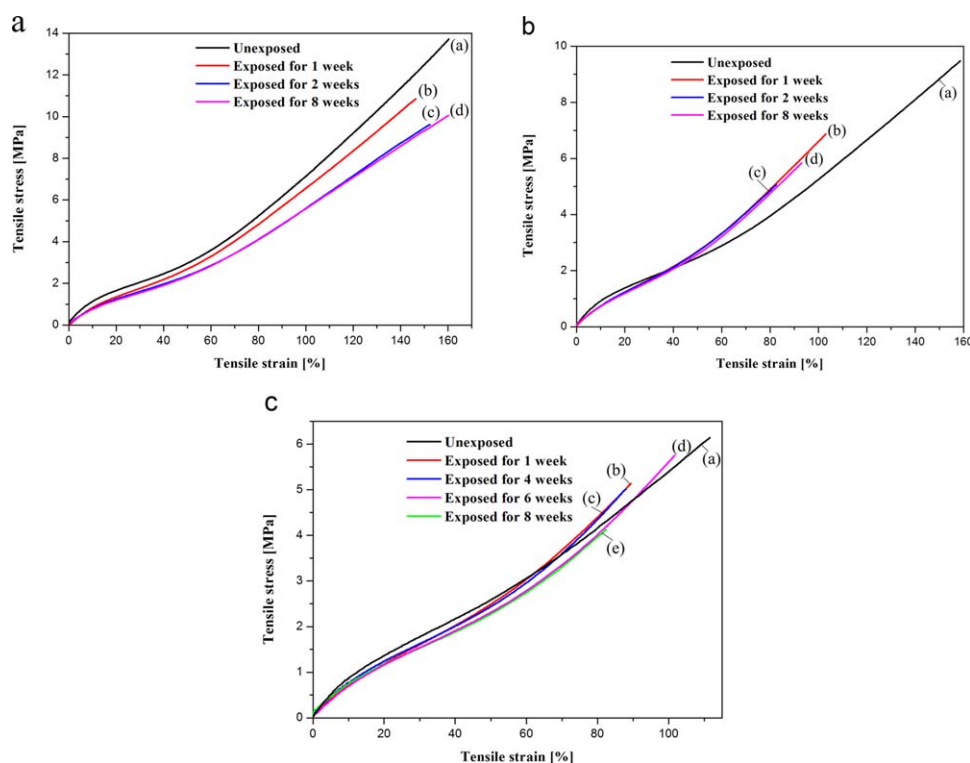 a
14
12
10
8
6
4
2
0
Tensile stress [MPa]
Unexposed
Exposed for 1 week
Exposed for 2 weeks
Exposed for 8 weeks
(a)
(b)
(c)
(d)
0 20 40 60 80 100 120 140 160
Tensile strain [%]
b
10
8
6
4
2
0
Tensile stress [MPa]
Unexposed
Exposed for 1 week
Exposed for 2 weeks
Exposed for 8 weeks
(a)
(b)
(c)
(d)
0 20 40 60 80 100 120 140 160
Tensile strain [%]
c
6
5
4
3
2
1
0
Tensile stress [MPa]
Unexposed
Exposed for 1 week
Exposed for 4 weeks
Exposed for 6 weeks
Exposed for 8 weeks
(d)
(a)
(b)
(c)
(e)
0 20 40 60 80 100
Tensile strain [%]